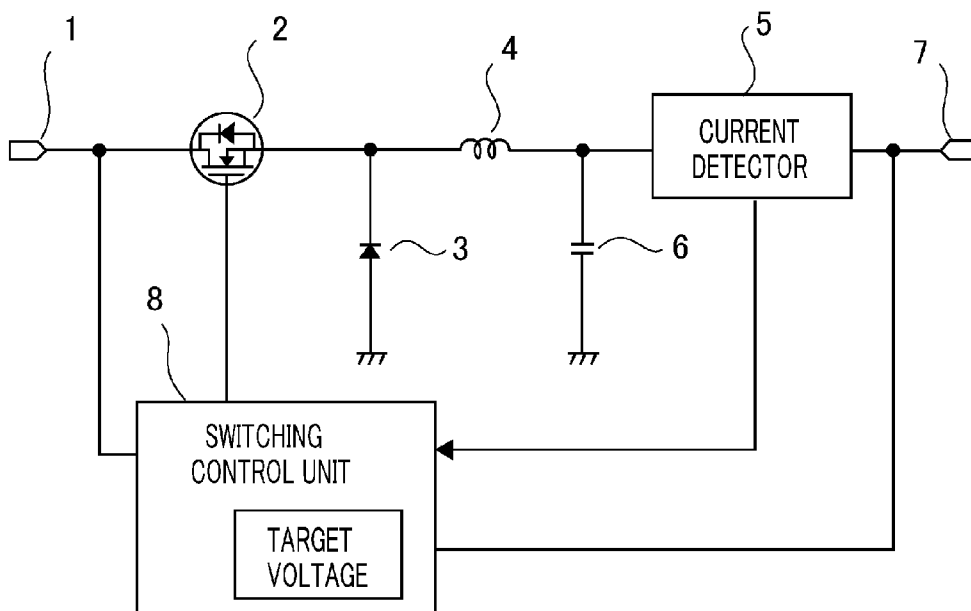 1
2
4
5
7
CURRENT
DETECTOR
3
6
8
SWITCHING
CONTROL UNIT
TARGET
VOLTAGE